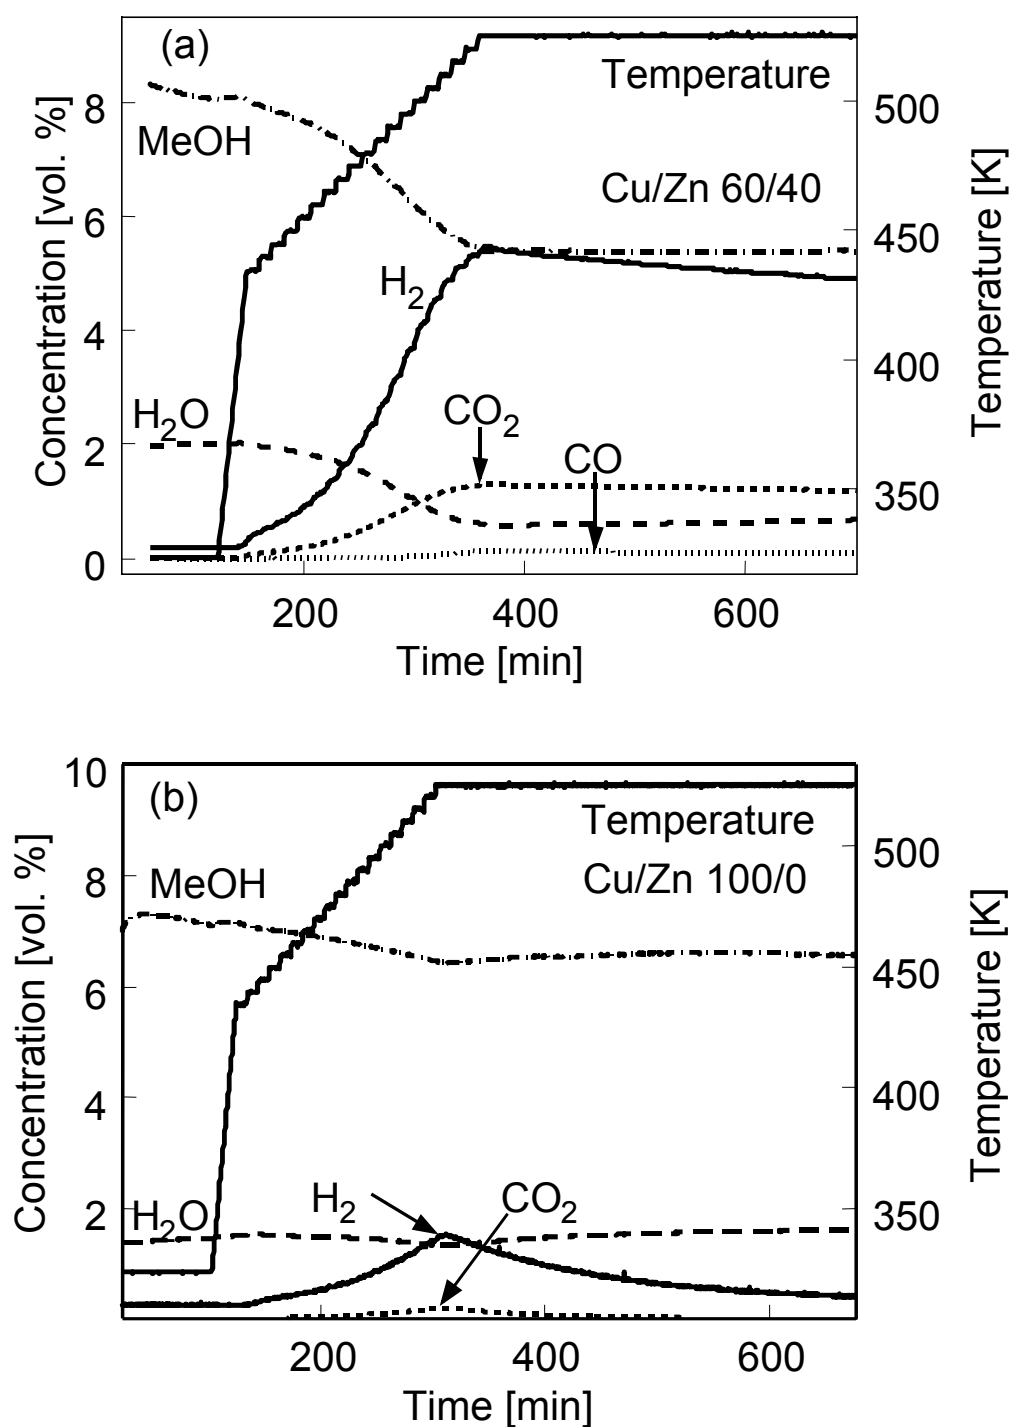 (a)
Temperature
MeOH
Cu/Zn 60/40
H2
H2O
CO2
CO
Concentration [vol. %]
8
6
4
2
0
500
450
400
350
Temperature [K]
200
400
600
Time [min]
(b)
Temperature
Cu/Zn 100/0
MeOH
H2O
H2
CO2
Concentration [vol. %]
10
8
6
4
2
500
450
400
350
Temperature [K]
200
400
600
Time [min]